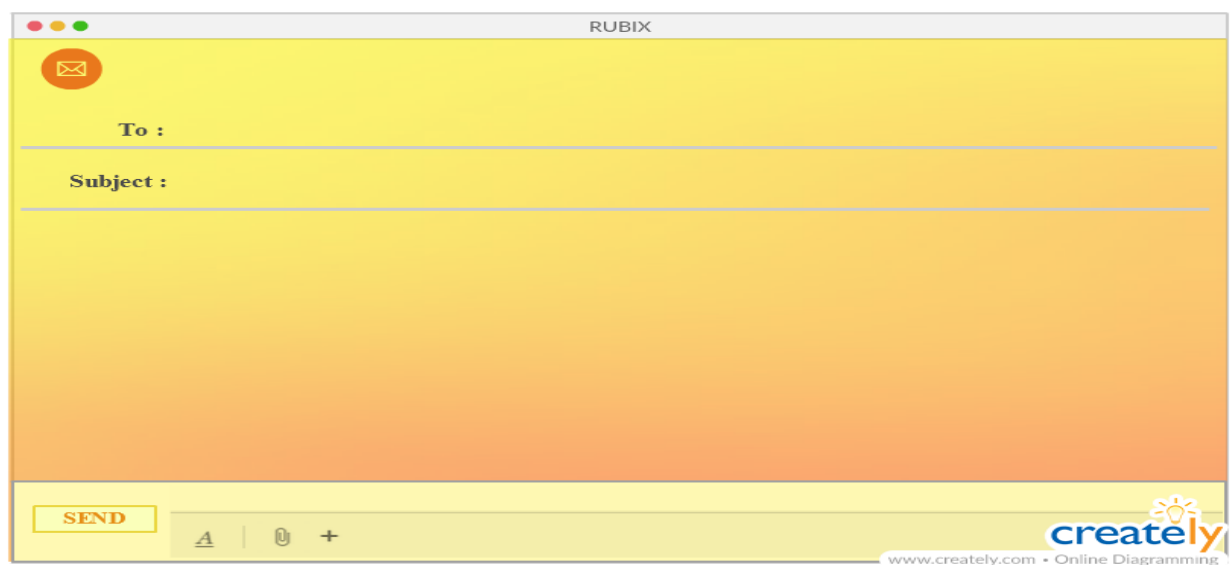 RUBIX
To :
Subject :
SEND
A
creately
www.creately.com • Online Diagramming